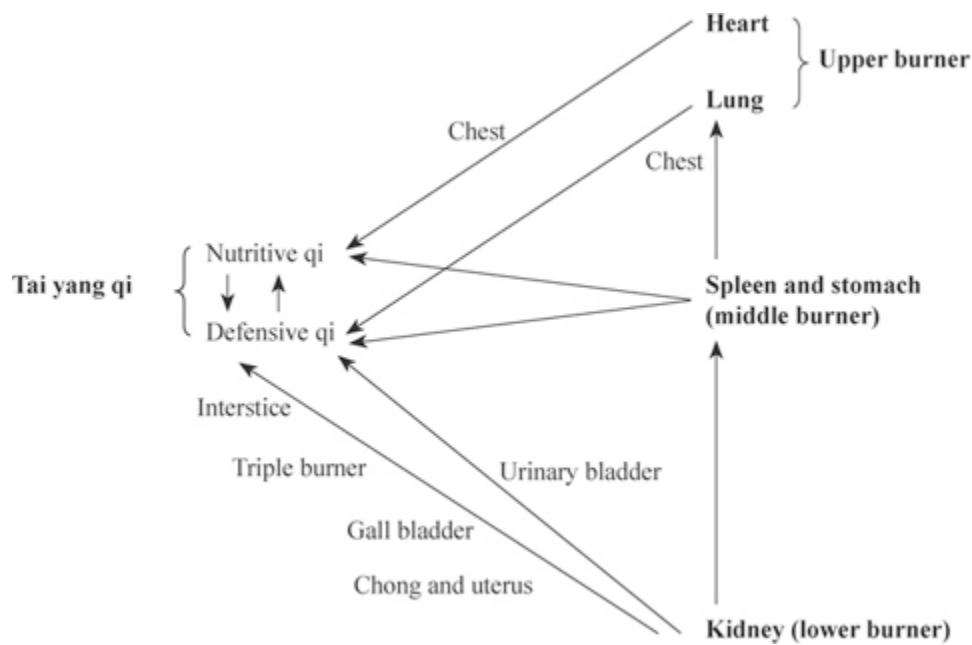 Heart
Upper burner
Lung
Chest
Chest
Nutritive qi
Tai yang qi
Spleen and stomach
(middle burner)
Defensive qi
Interstice
Triple burner
Urinary bladder
Gall bladder
Chong and uterus
Kidney (lower burner)